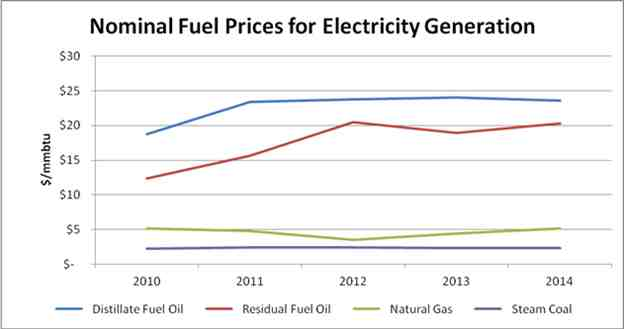 Nominal Fuel Prices for Electricity Generation
$30
$25
$20
$15
$10
$5
$-
$/mmbtu
2010 2011 2012 2013 2014
Distillate Fuel Oil Residual Fuel Oil Natural Gas Steam Coal